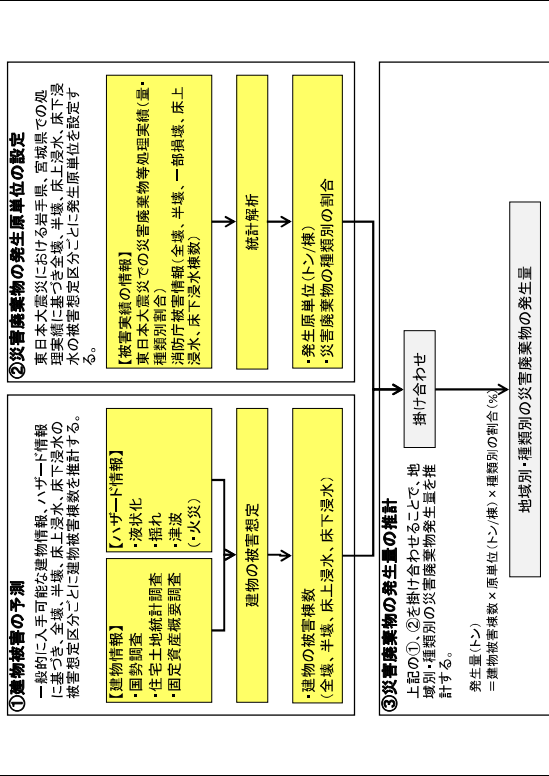 ①建物被害の予測
一般的に入手可能な建物情報、ハザード情報
に基づき、全壊、半壊、床上浸水、床下浸水の
被害想定区分ごとに建物被害棟数を推計する。
【建物情報】
・国勢調査
・住宅土地統計調査
・固定資産概要調査
【ハザード情報】
・液状化
・揺れ
・津波
（・火災）
建物の被害想定
・建物の被害棟数
（全壊、半壊、床上浸水、床下浸水）
②災害廃棄物の発生原単位の設定
東日本大震災における岩手県、宮城県での処
理実績に基づき全壊、半壊、床上浸水、床下浸
水の被害想定区分ごとに発生原単位を設定す
る。
【被害実績の情報】
東日本大震災での災害廃棄物等処理実績（量・
種類別割合）
消防庁被害情報（全壊、半壊、一部損壊、床上
浸水、床下浸水棟数）
統計解析
・発生原単位（トン/棟）
・災害廃棄物の種類別の割合
③災害廃棄物の発生量の推計
上記の①、②を掛け合わせることで、地
域別・種類別の災害廃棄物発生量を推
計する。
掛け合わせ
発生量（トン）
＝建物被害棟数×原単位（トン/棟）×種類別の割合（%）
地域別・種類別の災害廃棄物の発生量